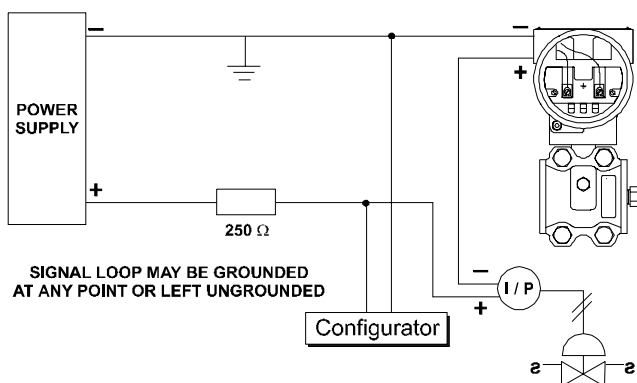 −
−
+
POWER
SUPPLY
+
250 Ω
SIGNAL LOOP MAY BE GROUNDED
AT ANY POINT OR LEFT UNGROUNDED
−
I / P
+
Configurator
S
S